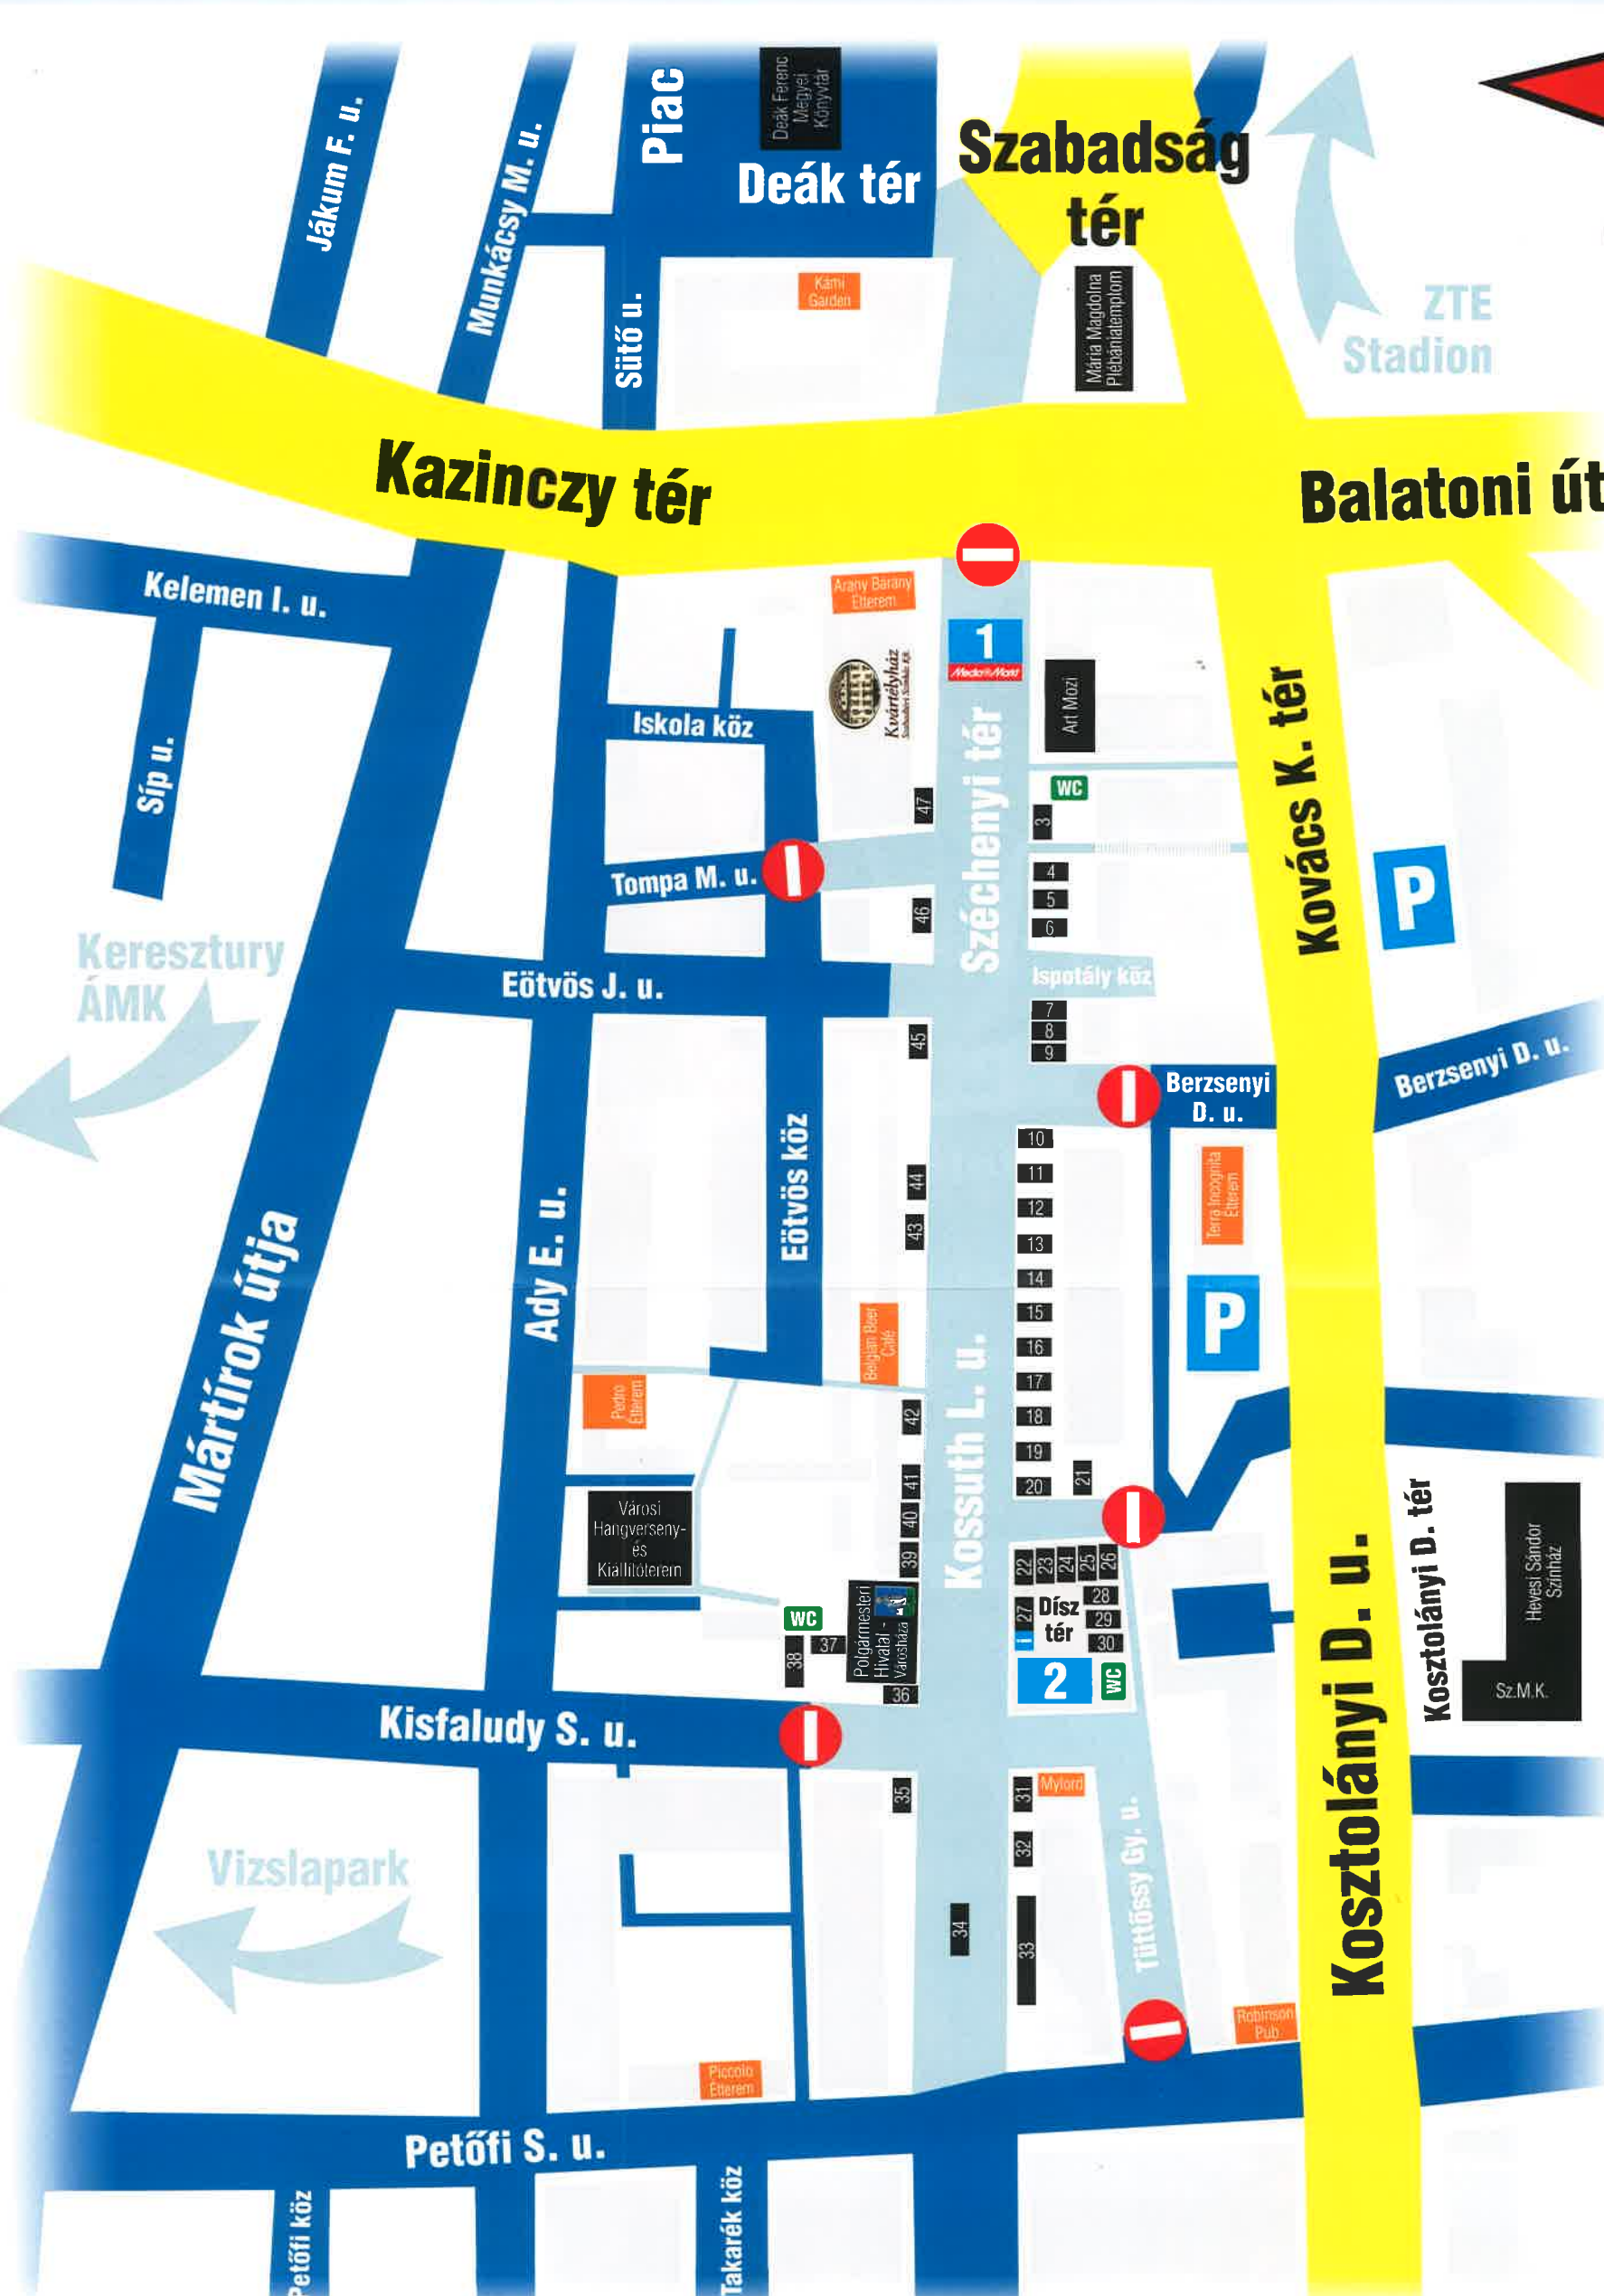 Jákum F. u.
Munkácsy M. u.
Piac
Deák Ferenc
Megyei
Könyvtár
Deák tér
Szabadság
tér
Sütő u.
Kámi
Garden
Mária Magdolna
Plébániatemplom
ZTE
Stadion
Kazinczy tér
Balatoni út
Kelemen I. u.
Síp u.
Arany Bárány
Étterem
1
Media Markt
Kvártélyház
Szabadtéri Színház Kft.
Art Mozi
Iskola köz
WC
47
3
Széchenyi tér
Kovács K. tér
Tompa M. u.
4
5
6
46
P
Keresztury
ÁMK
Eötvös J. u.
Ispotály köz
7
8
9
45
Berzsenyi
D. u.
Berzsenyi D. u.
Mártírok útja
Ady E. u.
Eötvös köz
44
43
10
11
12
13
14
15
16
17
18
19
20
21
Terra Incognita
Étterem
P
Belgian Beer
Café
Pedro
Étterem
42
41
40
39
Kossuth L. u.
Városi
Hangverseny-
és
Kiállítóterem
WC
37
38
Polgármesteri
Hivatal -
Városháza
36
22
23
24
25
26
27
Dísz
tér
28
29
30
2
WC
Kosztolányi D. u.
Kosztolányi D. tér
Hevesi Sándor
Színház
Sz.M.K.
Kisfaludy S. u.
35
31
Mylord
32
33
34
Tüttőssy Gy. u.
Vizslapark
Robinson
Pub
Piccolo
Étterem
Petőfi S. u.
Petőfi köz
Takarék köz